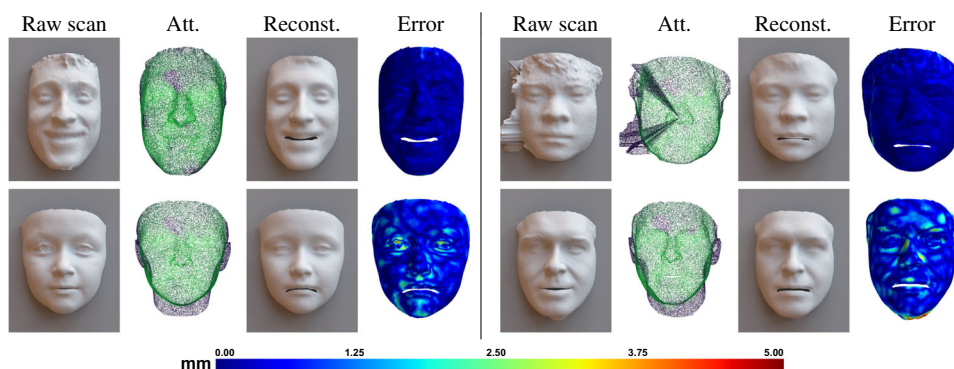 Raw scan Att. Reconst. Error Raw scan Att. Reconst. Error
mm 0.00 1.25 2.50 3.75 5.00